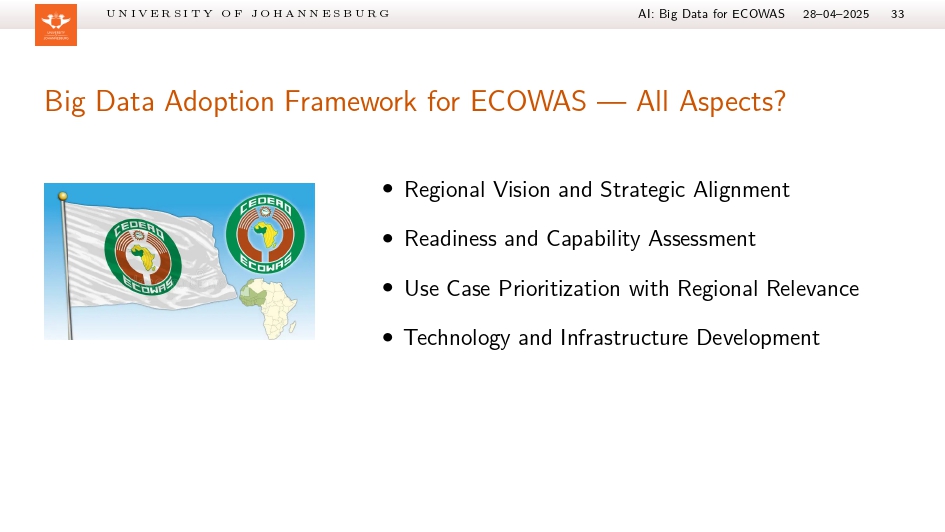 UNIVERSITY OF JOHANNESBURG
AI: Big Data for ECOWAS 28–04–2025 33
UNIVERSITY
JOHANNESBURG
Big Data Adoption Framework for ECOWAS — All Aspects?
CEDEAO
ECOWAS
CEDEAO
ECOWAS
• Regional Vision and Strategic Alignment
• Readiness and Capability Assessment
• Use Case Prioritization with Regional Relevance
• Technology and Infrastructure Development